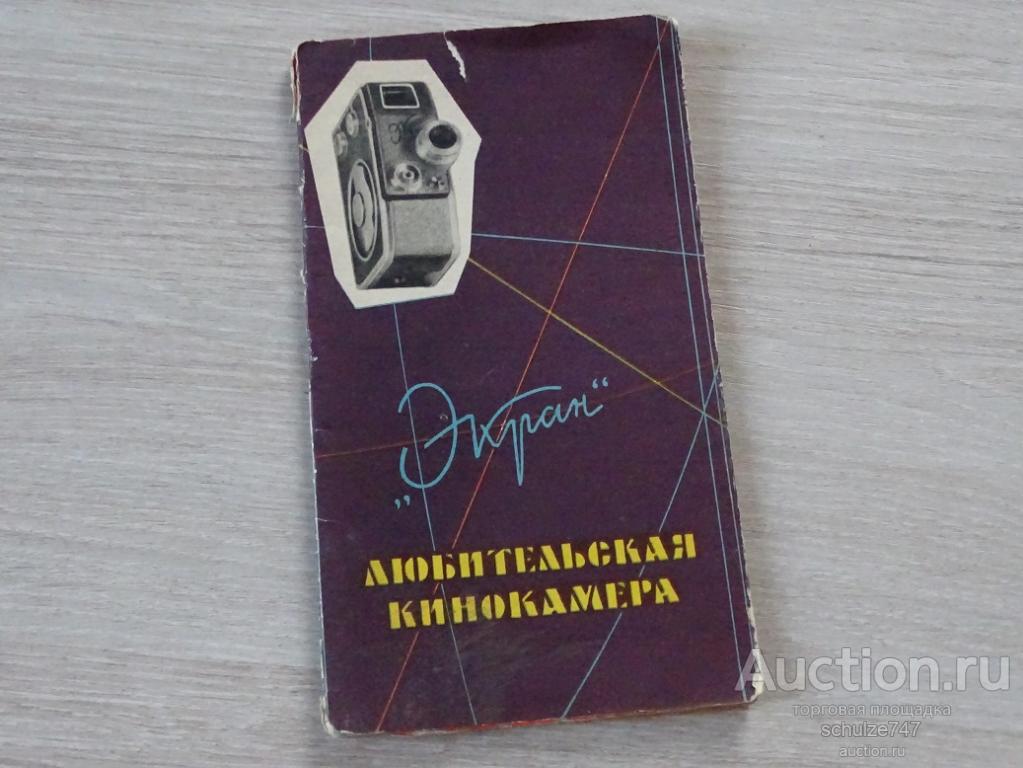 „Экран“
ЛЮБИТЕЛЬСКАЯ
КИНОКАМЕРА
Auction.ru
торговая площадка
schulze747
auction.ru